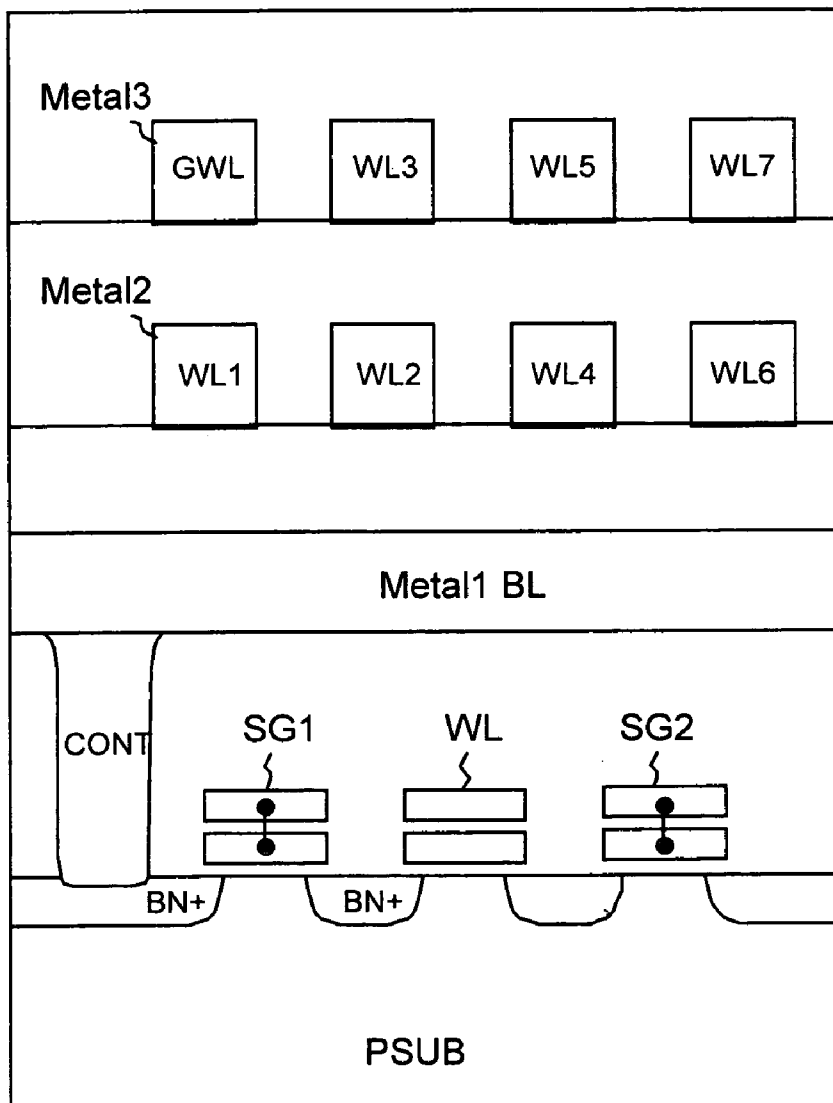 Metal3
GWL WL3 WL5 WL7
Metal2
WL1 WL2 WL4 WL6
Metal1 BL
CONT
SG1 WL SG2
BN+ BN+
PSUB